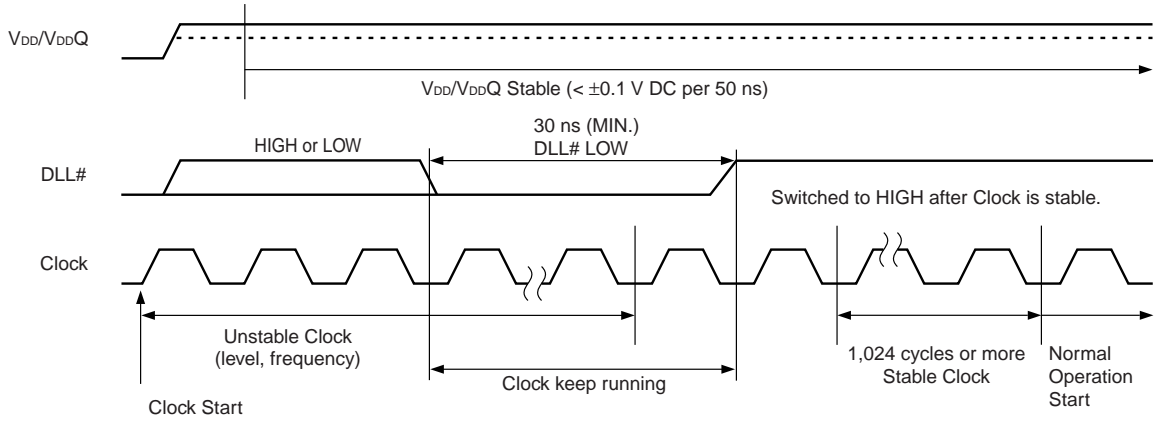 VDD/VDDQ
VDD/VDDQ Stable (< ±0.1 V DC per 50 ns)
30 ns (MIN.)
DLL# LOW
HIGH or LOW
DLL#
Switched to HIGH after Clock is stable.
Clock
Unstable Clock
(level, frequency)
1,024 cycles or more
Stable Clock
Normal
Operation
Start
Clock keep running
Clock Start